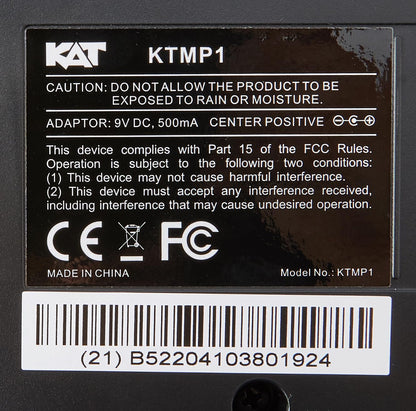 KAT KTMP1
CAUTION: DO NOT ALLOW THE PRODUCT TO BE
EXPOSED TO RAIN OR MOISTURE.
ADAPTOR: 9V DC, 500mA CENTER POSITIVE
This device complies with Part 15 of the FCC Rules.
Operation is subject to the following two conditions:
(1) This device may not cause harmful interference.
(2) This device must accept any interference received,
including interference that may cause undesired operation.
CE FC
MADE IN CHINA Model No.: KTMP1
(21) B52204103801924